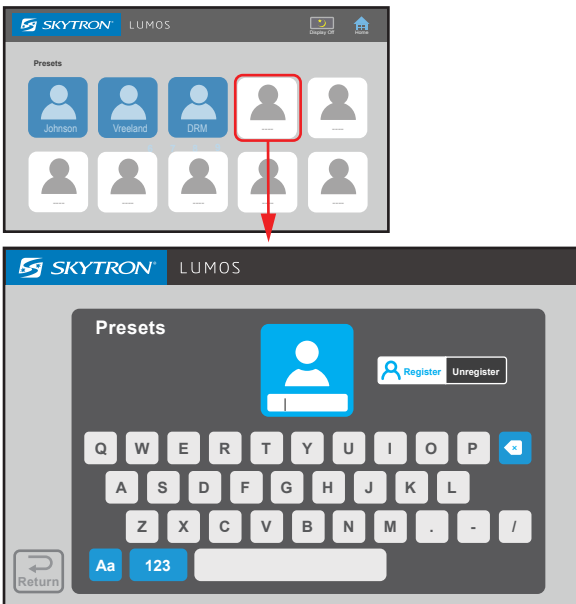 SKYTRON® LUMOS
Display Off Home
Presets
Johnson Vreeland DRM ----- -----
----- ----- ----- ----- -----
SKYTRON® LUMOS
Presets
Register Unregister
Q W E R T Y U I O P
A S D F G H J K L
Z X C V B N M . - /
Aa 123
Return